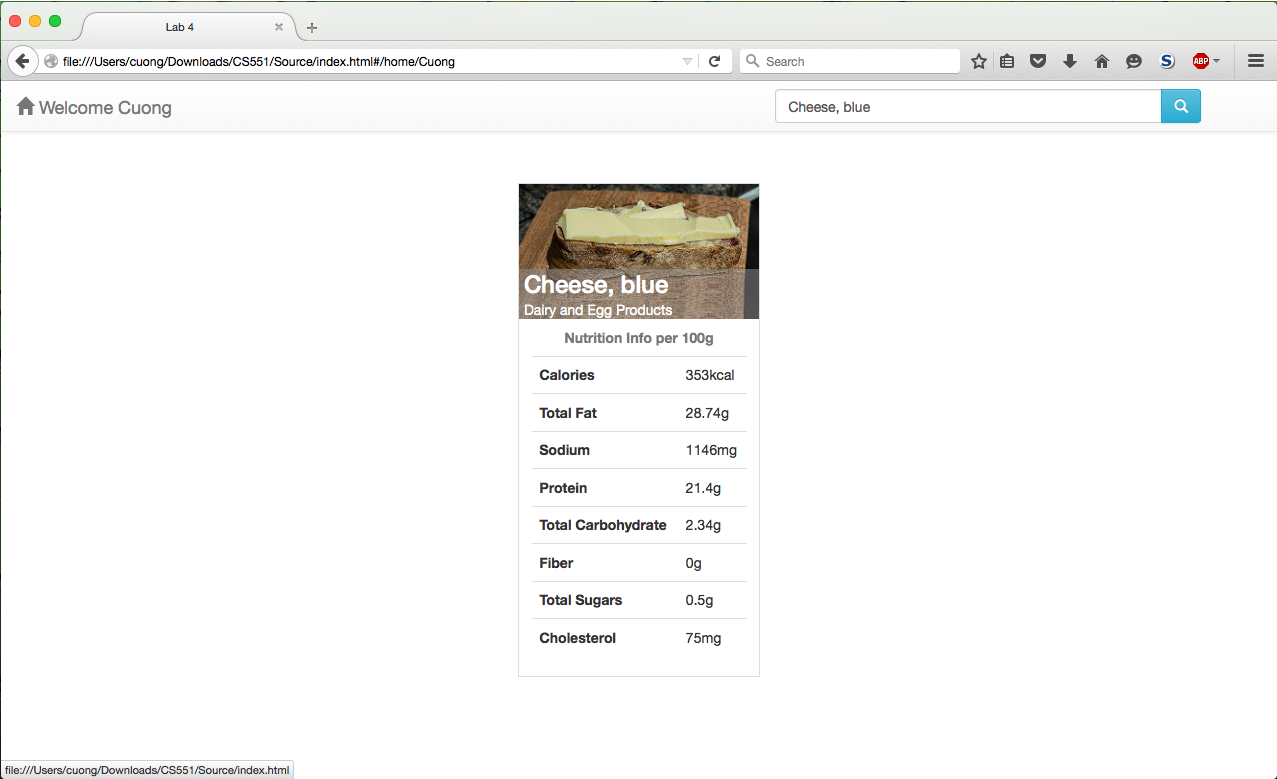 Lab 4
file:///Users/cuong/Downloads/CS551/Source/index.html#/home/Cuong
Search
S
ABP
Welcome Cuong
Cheese, blue
Cheese, blue
Dairy and Egg Products
Nutrition Info per 100g
Calories 353kcal
Total Fat 28.74g
Sodium 1146mg
Protein 21.4g
Total Carbohydrate 2.34g
Fiber 0g
Total Sugars 0.5g
Cholesterol 75mg
file:///Users/cuong/Downloads/CS551/Source/index.html